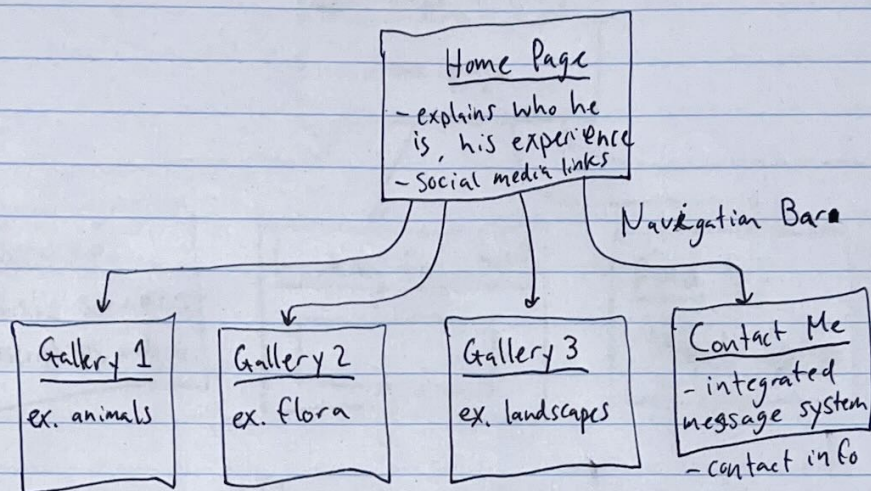 Home Page
- explains who he
is, his experience
- Social media links
Navigation Bar
Gallery 1
ex. animals
Gallery 2
ex. flora
Gallery 3
ex. landscapes
Contact Me
- integrated
message system
- contact info